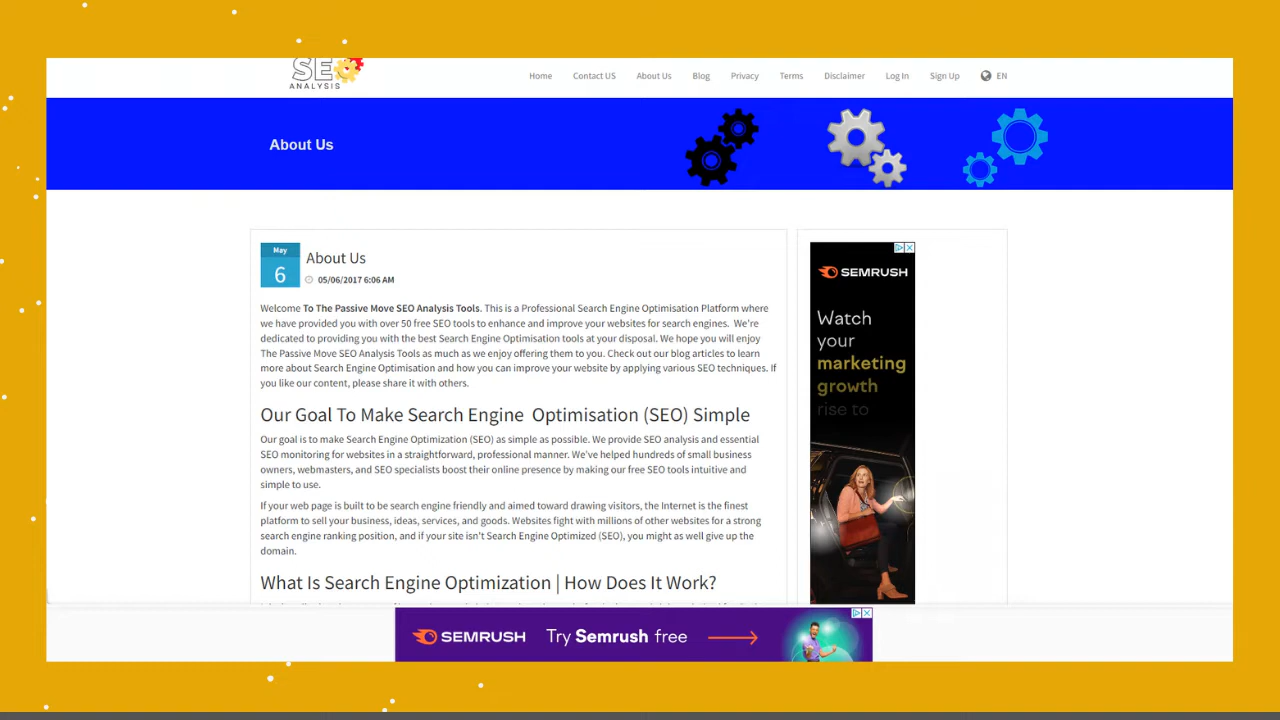 SE
ANALYSIS
Home Contact US About Us Blog Privacy Terms Disclaimer Log In Sign Up EN
About Us
May
6
About Us
05/06/2017 6:06 AM
Welcome To The Passive Move SEO Analysis Tools. This is a Professional Search Engine Optimisation Platform where
we have provided you with over 50 free SEO tools to enhance and improve your websites for search engines. We're
dedicated to providing you with the best Search Engine Optimisation tools at your disposal. We hope you will enjoy
The Passive Move SEO Analysis Tools as much as we enjoy offering them to you. Check out our blog articles to learn
more about Search Engine Optimisation and how you can improve your website by applying various SEO techniques. If
you like our content, please share it with others.
Our Goal To Make Search Engine Optimisation (SEO) Simple
Our goal is to make Search Engine Optimization (SEO) as simple as possible. We provide SEO analysis and essential
SEO monitoring for websites in a straightforward, professional manner. We've helped hundreds of small business
owners, webmasters, and SEO specialists boost their online presence by making our free SEO tools intuitive and
simple to use.
If your web page is built to be search engine friendly and aimed toward drawing visitors, the Internet is the finest
platform to sell your business, ideas, services, and goods. Websites fight with millions of other websites for a strong
search engine ranking position, and if your site isn't Search Engine Optimized (SEO), you might as well give up the
domain.
What Is Search Engine Optimization | How Does It Work?
SEMRUSH
Watch
your
marketing
growth
rise to
SEMRUSH Try Semrush free